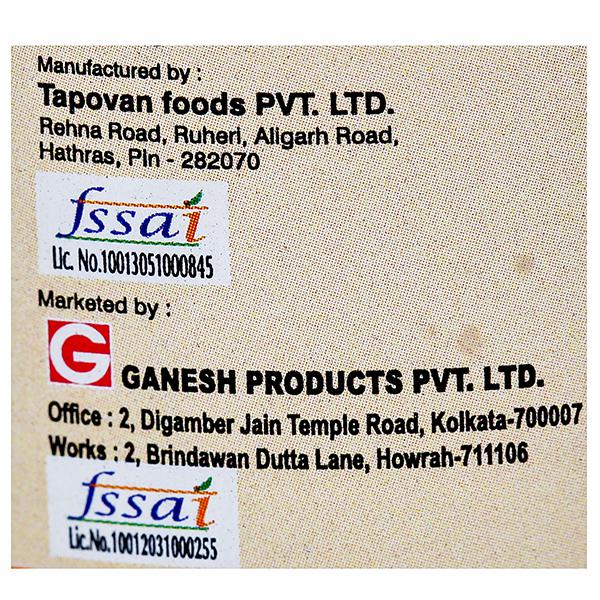 Manufactured by :
Tapovan foods PVT. LTD.
Rehna Road, Ruheri, Aligarh Road,
Hathras, Pin - 282070
fssai
Lic. No.10013051000845
Marketed by :
G GANESH PRODUCTS PVT. LTD.
Office : 2, Digamber Jain Temple Road, Kolkata-700007
Works : 2, Brindawan Dutta Lane, Howrah-711106
fssai
Lic.No.10012031000255